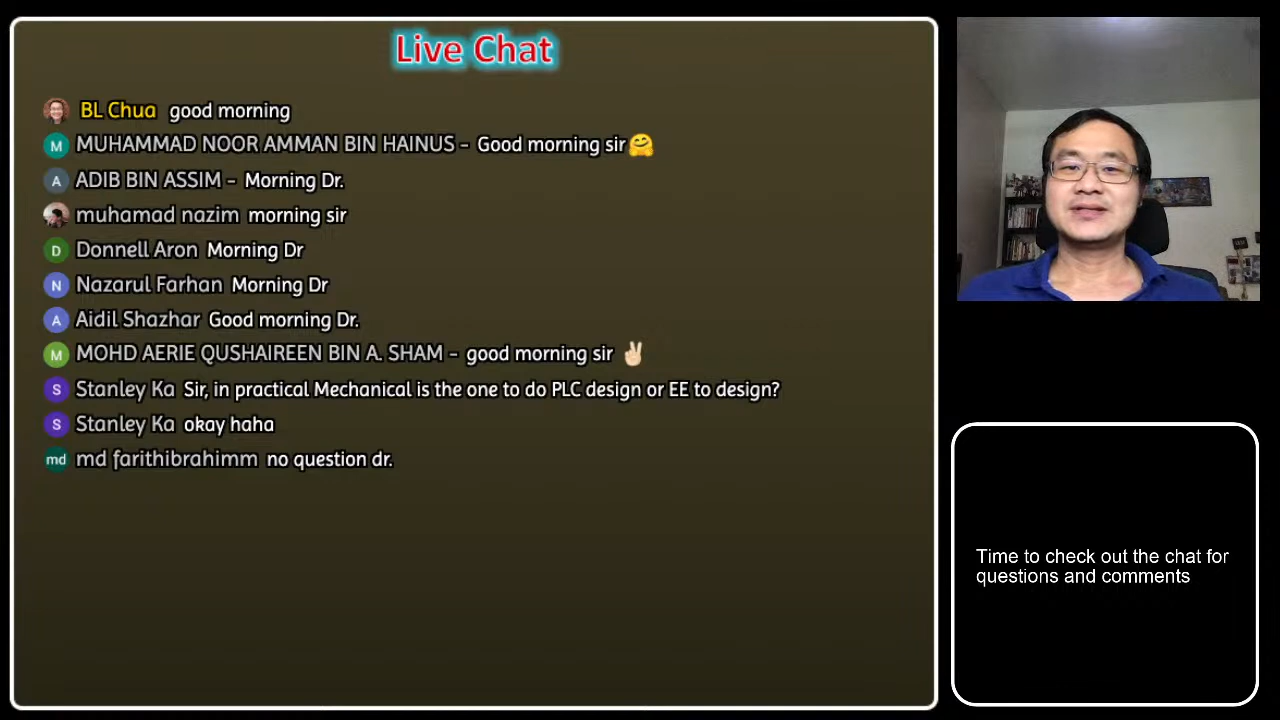 Live Chat
BL Chua good morning
M MUHAMMAD NOOR AMMAN BIN HAINUS - Good morning sir🤗
A ADIB BIN ASSIM - Morning Dr.
muhamad nazim morning sir
D Donnell Aron Morning Dr
N Nazarul Farhan Morning Dr
A Aidil Shazhar Good morning Dr.
M MOHD AERIE QUSHAIREEN BIN A. SHAM - good morning sir ✌🏻
S Stanley Ka Sir, in practical Mechanical is the one to do PLC design or EE to design?
S Stanley Ka okay haha
md md farithibrahimm no question dr.
Time to check out the chat for
questions and comments